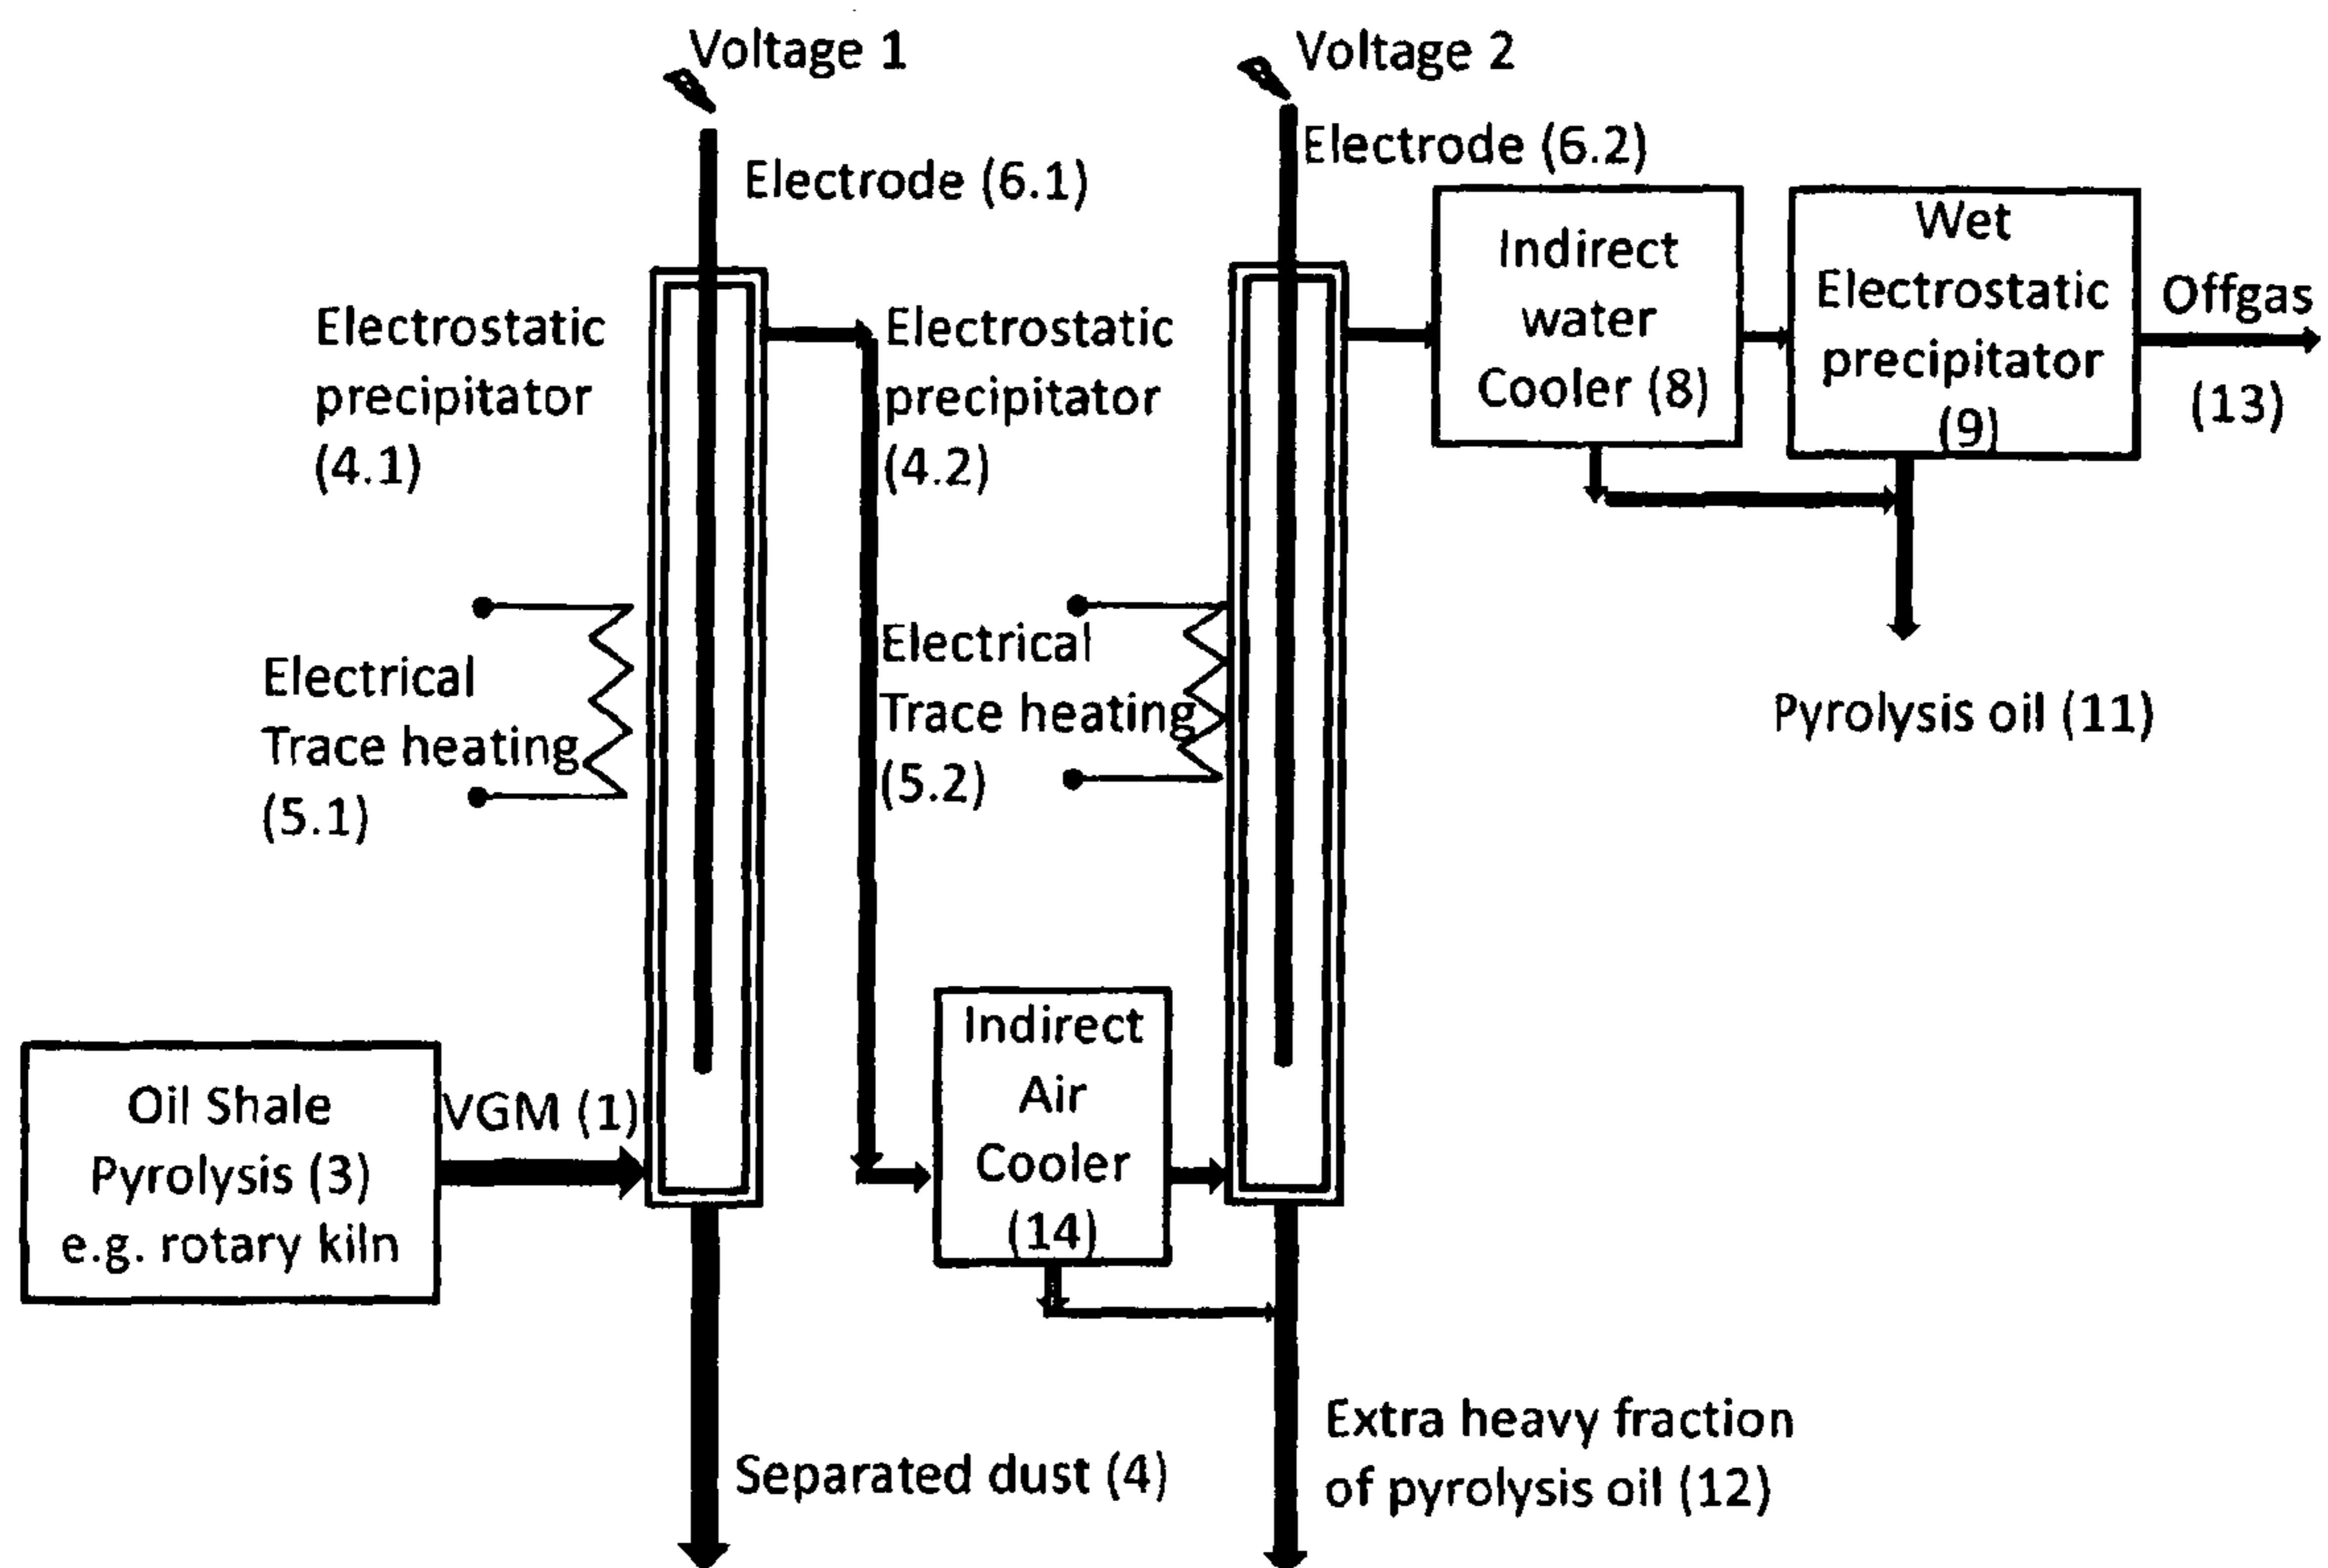 Voltage 1
Electrode (6.1)
Voltage 2
Electrode (6.2)
Electrostatic
precipitator
(4.1)
Electrostatic
precipitator
(4.2)
Indirect
water
Cooler (8)
Wet
Electrostatic
precipitator
(9)
Offgas
(13)
Electrical
Trace heating
(5.1)
Electrical
Trace heating
(5.2)
Pyrolysis oil (11)
Oil Shale
Pyrolysis (3)
e.g. rotary kiln
VGM (1)
Indirect
Air
Cooler
(14)
Separated dust (4)
Extra heavy fraction
of pyrolysis oil (12)